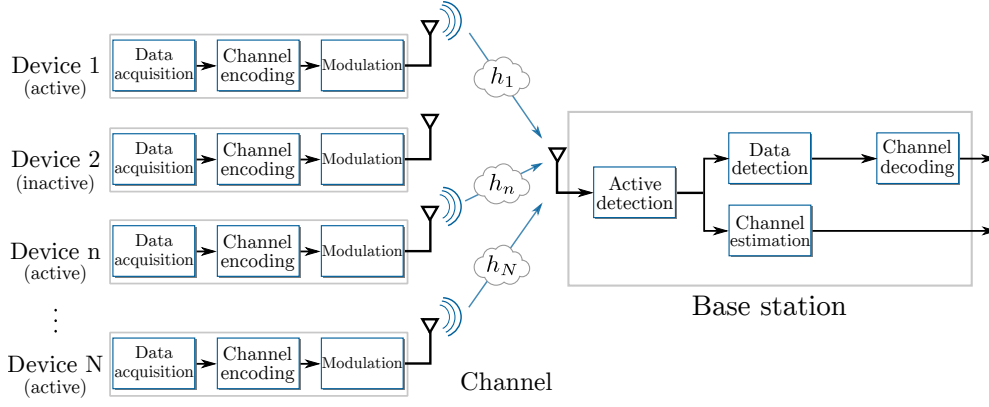 Device 1
(active)
Data
acquisition
Channel
encoding
Modulation
h₁
Device 2
(inactive)
Data
acquisition
Channel
encoding
Modulation
hₙ
Device n
(active)
Data
acquisition
Channel
encoding
Modulation
h_N
⋮
Device N
(active)
Data
acquisition
Channel
encoding
Modulation
Channel
Active
detection
Data
detection
Channel
decoding
Channel
estimation
Base station